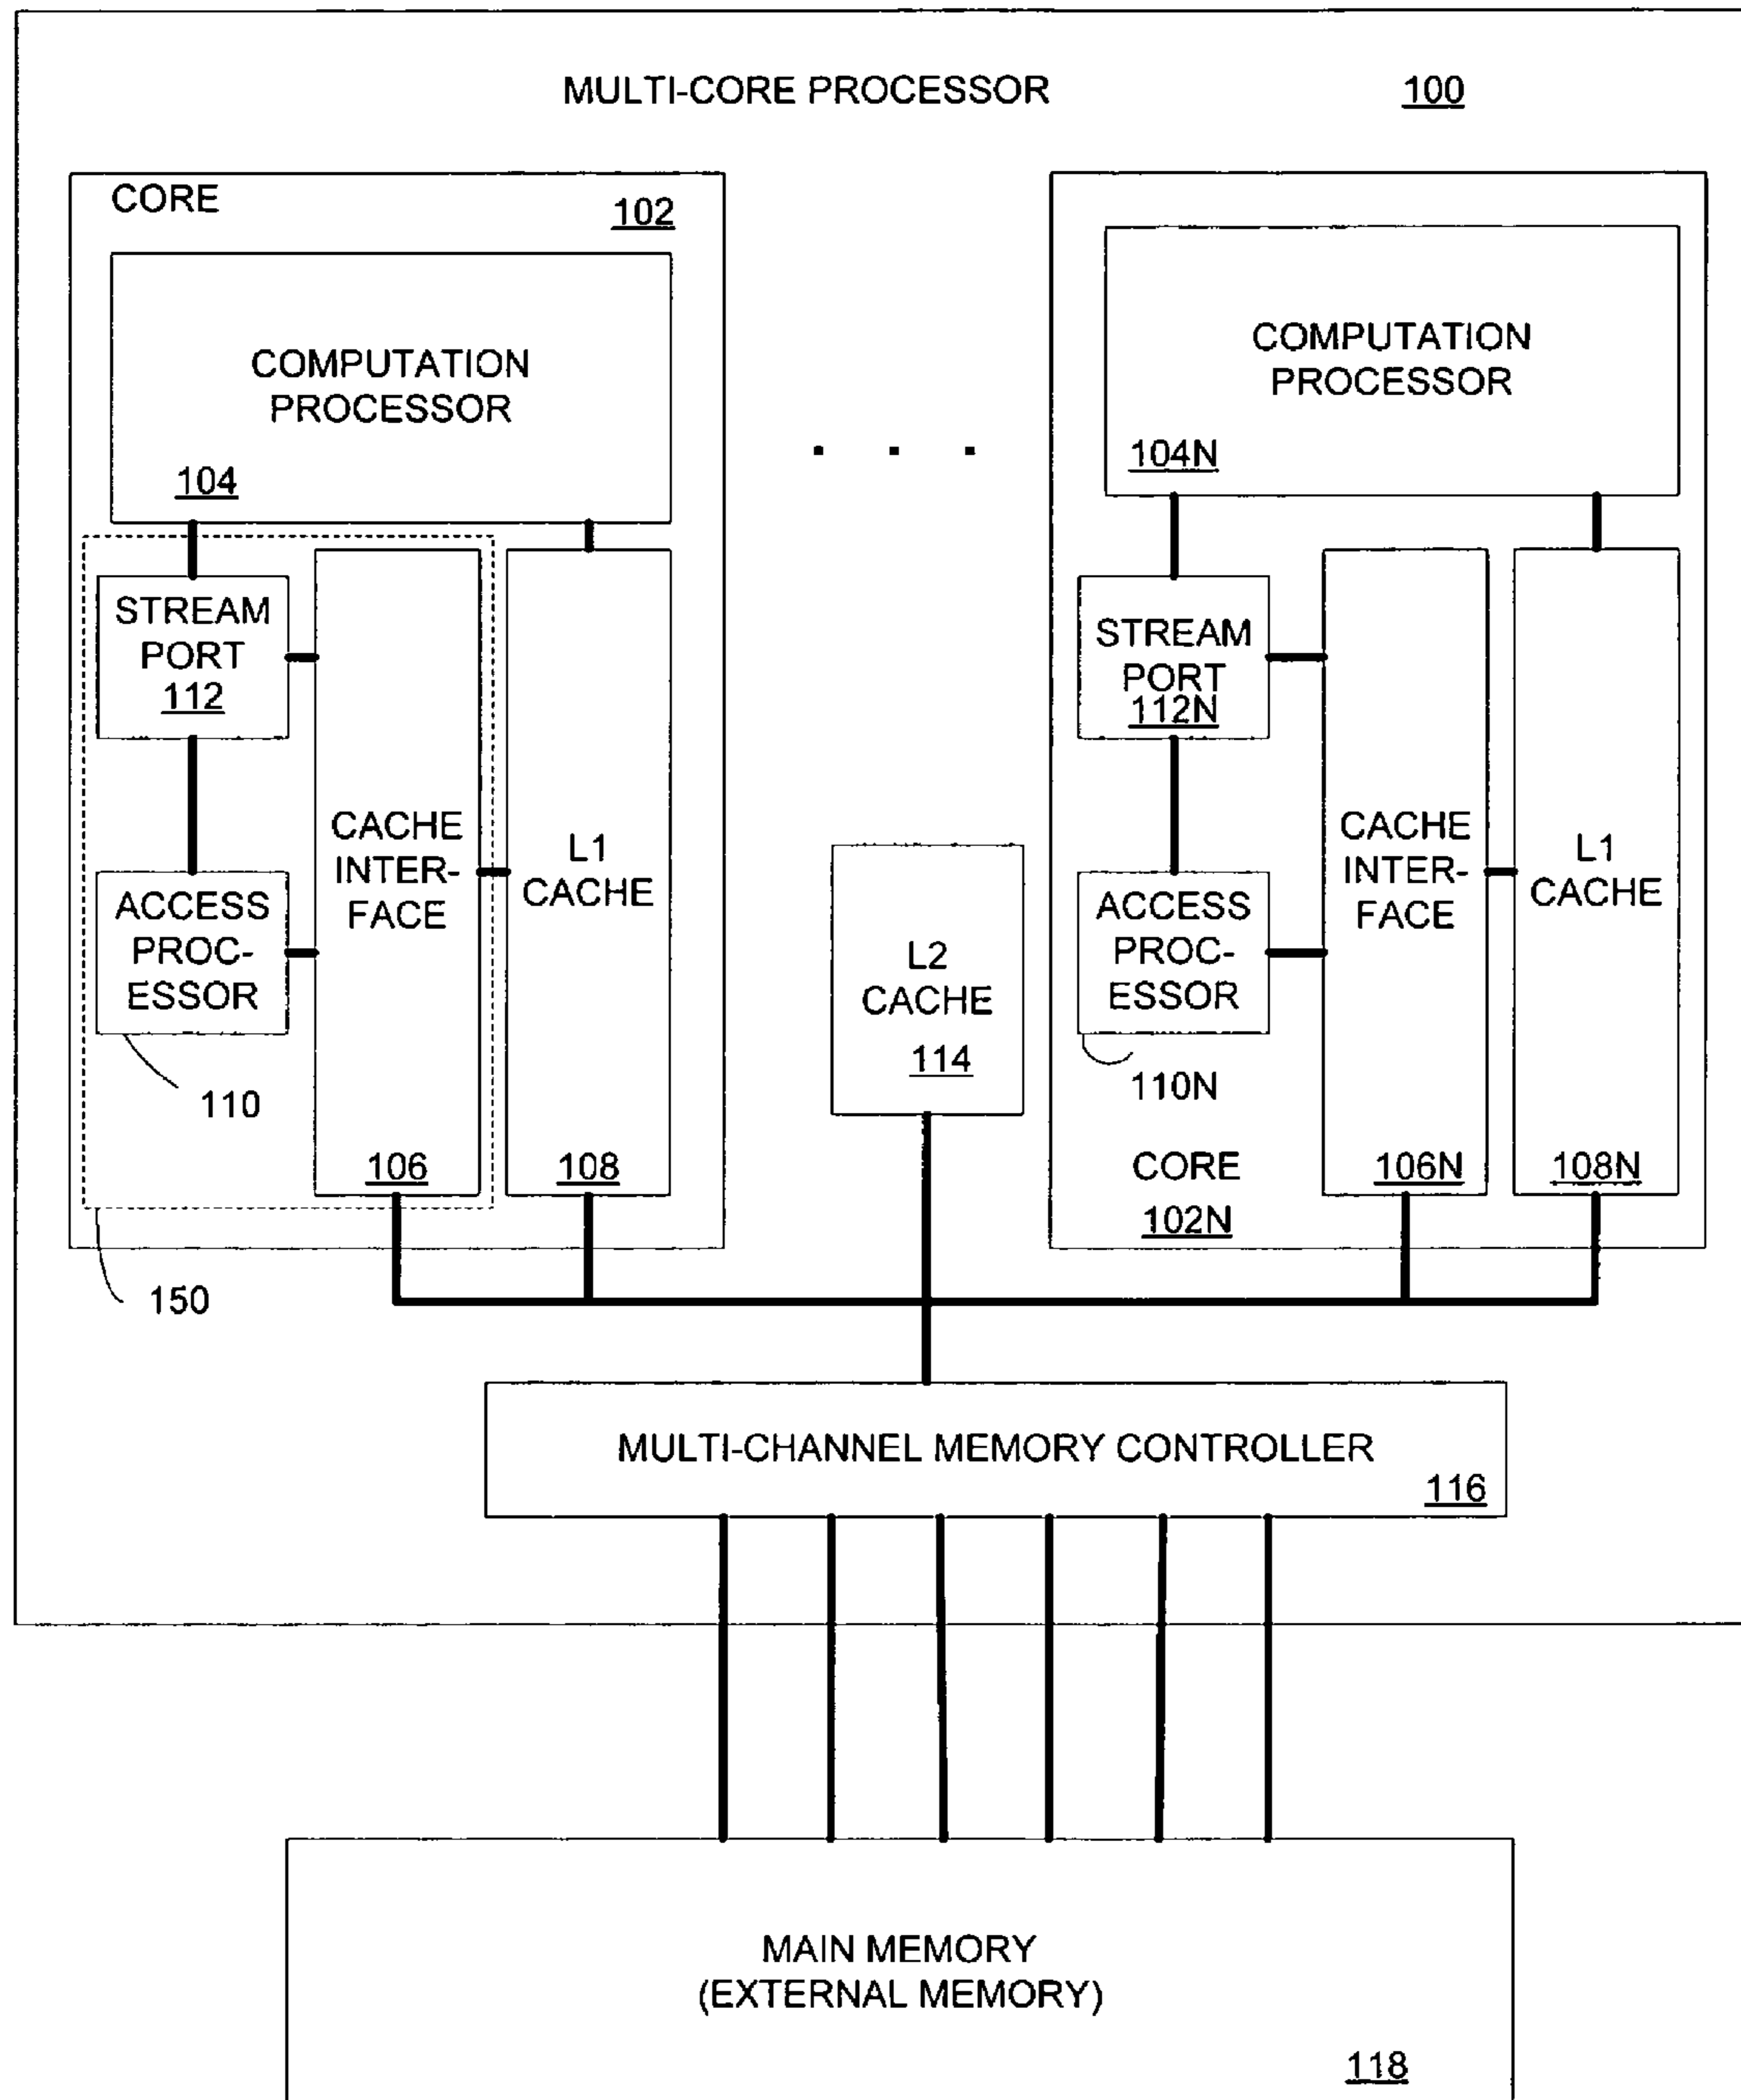 MULTI-CORE PROCESSOR
100
CORE
102
COMPUTATION
PROCESSOR
104
STREAM
PORT
112
ACCESS
PROC-
ESSOR
110
CACHE
INTER-
FACE
106
L1
CACHE
108
150
. . .
L2
CACHE
114
COMPUTATION
PROCESSOR
104N
STREAM
PORT
112N
ACCESS
PROC-
ESSOR
110N
CACHE
INTER-
FACE
106N
L1
CACHE
108N
CORE
102N
MULTI-CHANNEL MEMORY CONTROLLER
116
MAIN MEMORY
(EXTERNAL MEMORY)
118